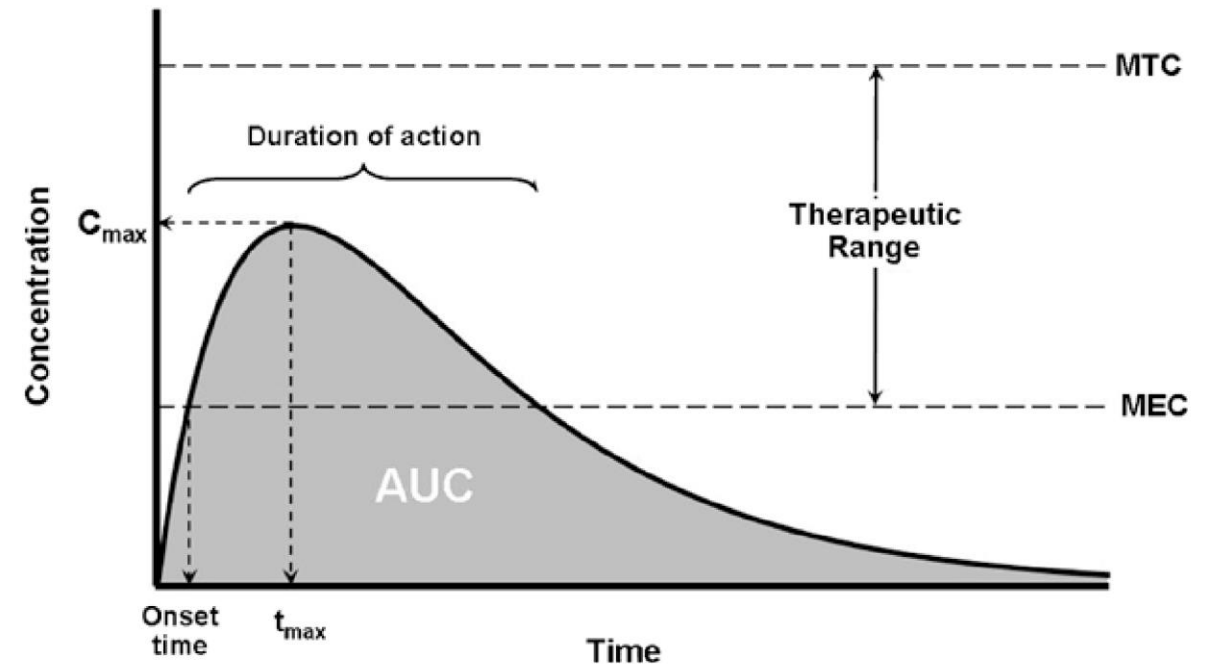 MTC
Duration of action
Therapeutic
Range
Cmax
Concentration
MEC
AUC
Onset
time
tmax
Time